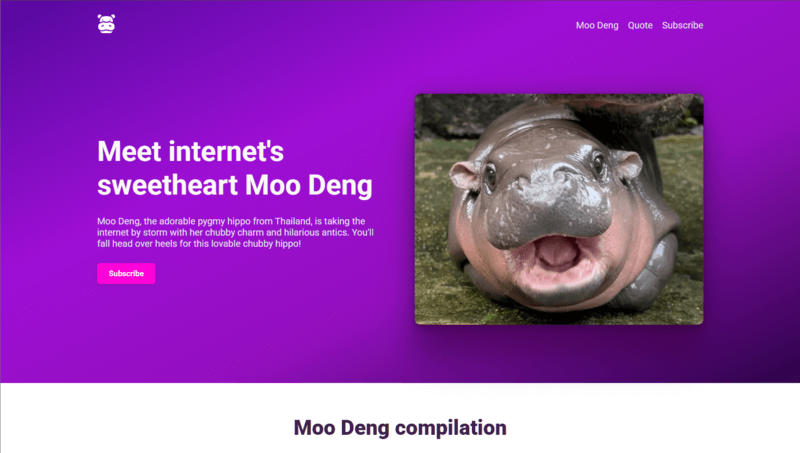 Moo Deng Quote Subscribe
Meet internet's
sweetheart Moo Deng
Moo Deng, the adorable pygmy hippo from Thailand, is taking the
internet by storm with her chubby charm and hilarious antics. You'll
fall head over heels for this lovable chubby hippo!
Subscribe
Moo Deng compilation